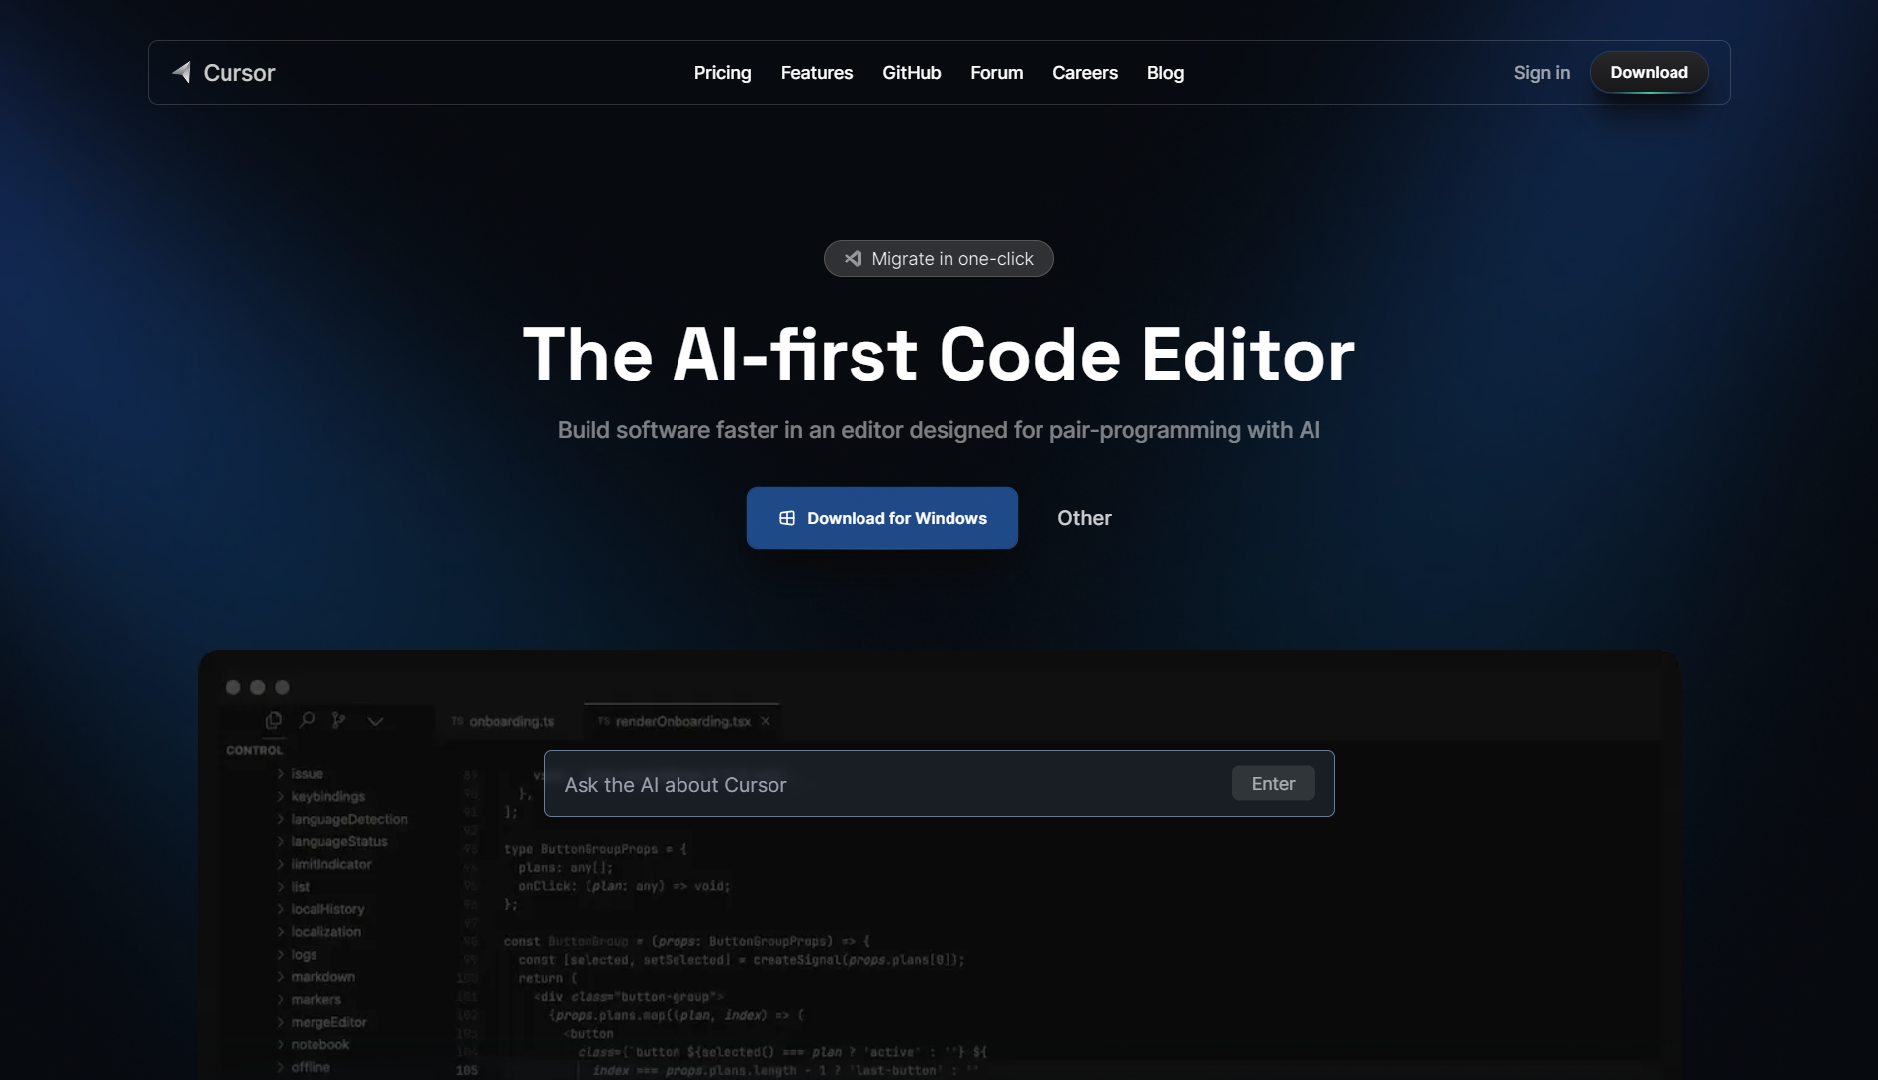 Cursor
Pricing Features GitHub Forum Careers Blog
Sign in Download
Migrate in one-click
The AI-first Code Editor
Build software faster in an editor designed for pair-programming with AI
Download for Windows
Other
TS onboarding.ts
TS renderOnboarding.tsx ×
CONTROL
issue
keybindings
languageDetection
languageStatus
limitIndicator
list
localHistory
localization
logs
markdown
markers
mergeEditor
notebook
offline
Ask the AI about Cursor
Enter
89
90 },
91 ];
92
93 type ButtonGroupProps = {
94 plans: any[];
95 onClick: (plan: any) => void;
96 };
97
98 const ButtonGroup = (props: ButtonGroupProps) => {
99 const [selected, setSelected] = createSignal(props.plans[0]);
100 return (
101 <div class="button-group">
102 {props.plans.map((plan, index) => (
103 <button
104 class={`button ${selected() === plan ? 'active' : ''} ${
105 index === props.plans.length - 1 ? 'last-button' : ''